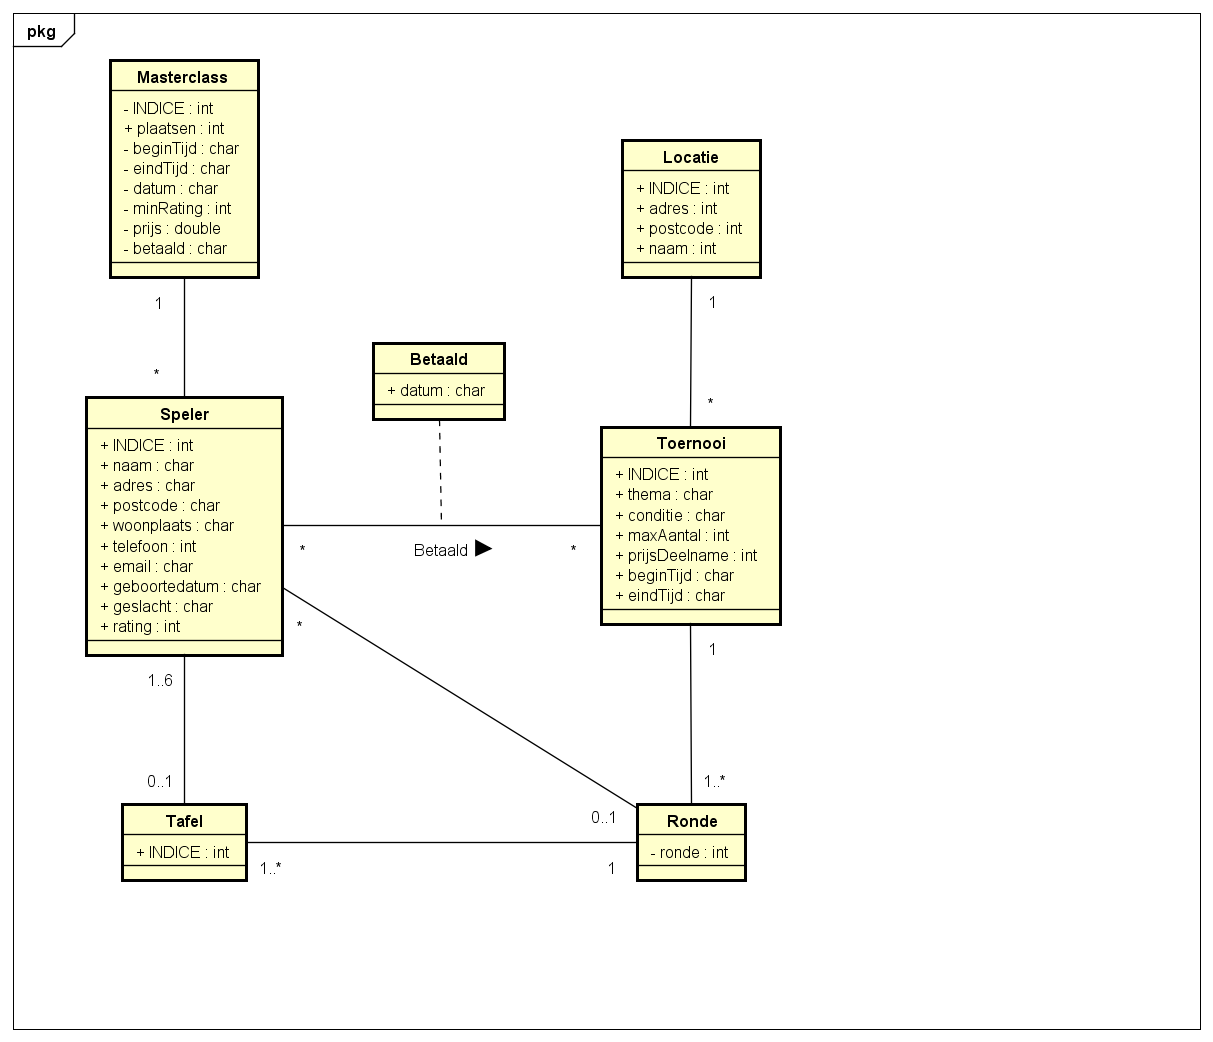 pkg
Masterclass
- INDICE : int
+ plaatsen : int
- beginTijd : char
- eindTijd : char
- datum : char
- minRating : int
- prijs : double
- betaald : char
Locatie
+ INDICE : int
+ adres : int
+ postcode : int
+ naam : int
1
*
1
*
Betaald
+ datum : char
Speler
+ INDICE : int
+ naam : char
+ adres : char
+ postcode : char
+ woonplaats : char
+ telefoon : int
+ email : char
+ geboortedatum : char
+ geslacht : char
+ rating : int
Toernooi
+ INDICE : int
+ thema : char
+ conditie : char
+ maxAantal : int
+ prijsDeelname : int
+ beginTijd : char
+ eindTijd : char
*
Betaald ►
*
*
0..1
1..6
0..1
1
1..*
Tafel
+ INDICE : int
1..*
1
Ronde
- ronde : int